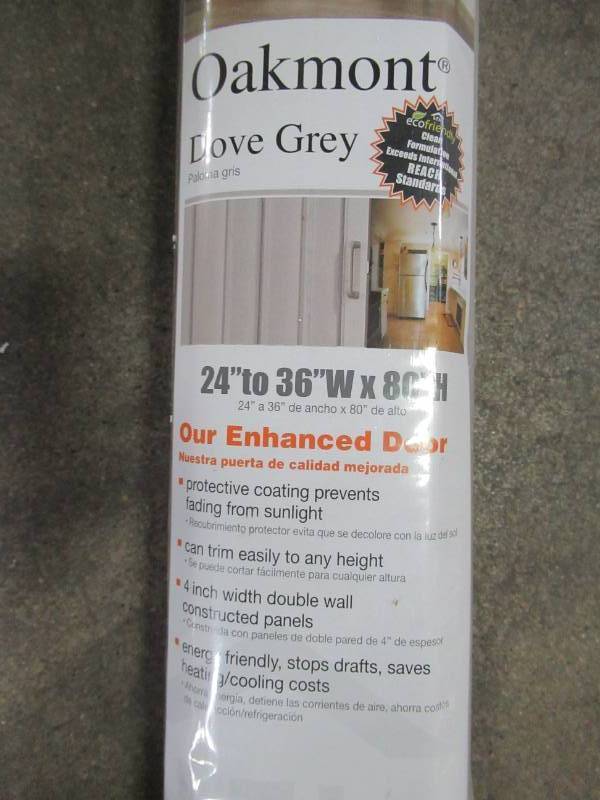 Oakmont®
Dove Grey
Paloma gris
ecofriendly
Clean
Formulation
Exceeds International
REACH
Standards
24"to 36"W x 80"H
24" a 36" de ancho x 80" de alto
Our Enhanced Door
Nuestra puerta de calidad mejorada
▪ protective coating prevents
fading from sunlight
• Recubrimiento protector evita que se decolore con la luz del sol
▪ can trim easily to any height
• Se puede cortar fácilmente para cualquier altura
▪ 4 inch width double wall
constructed panels
• Construida con paneles de doble pared de 4" de espesor
▪ energy friendly, stops drafts, saves
heating/cooling costs
• Ahorra energía, detiene las corrientes de aire, ahorra costos
de calefacción/refrigeración